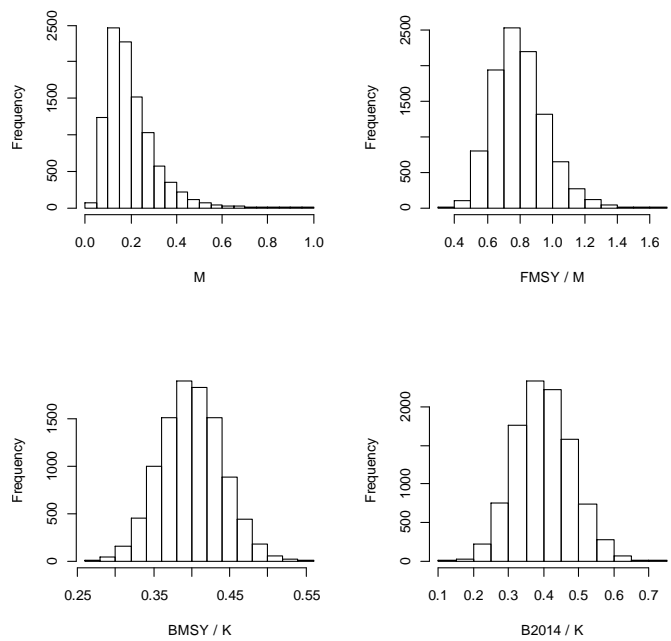 Frequency
0 500 1500 2500
0.0 0.2 0.4 0.6 0.8 1.0
M
Frequency
0 500 1500 2500
0.4 0.6 0.8 1.0 1.2 1.4 1.6
FMSY / M
Frequency
0 500 1000 1500
0.25 0.35 0.45 0.55
BMSY / K
Frequency
0 500 1000 2000
0.1 0.2 0.3 0.4 0.5 0.6 0.7
B2014 / K